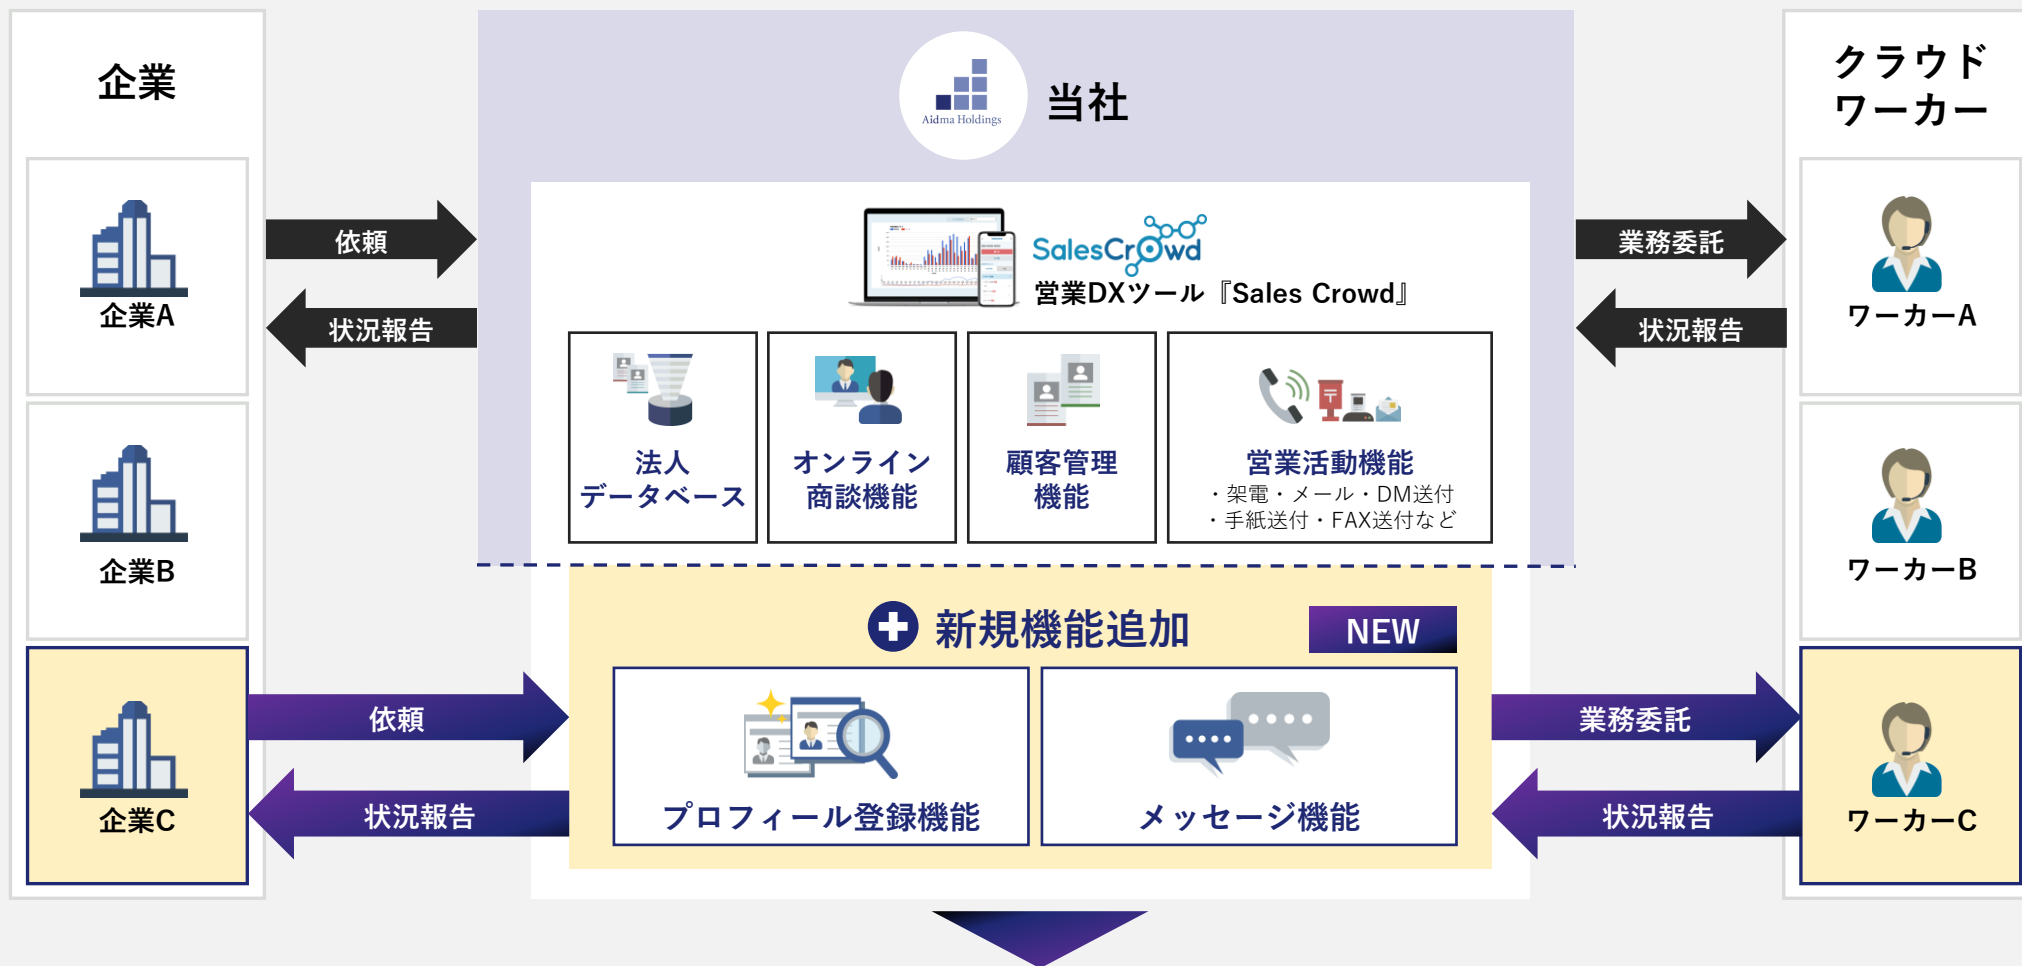 企業
企業A
企業B
企業C
依頼
状況報告
依頼
状況報告
Aidma Holdings
当社
SalesCrowd
営業DXツール『Sales Crowd』
法人
データベース
オンライン
商談機能
顧客管理
機能
営業活動機能
・架電・メール・DM送付
・手紙送付・FAX送付など
新規機能追加
NEW
プロフィール登録機能
メッセージ機能
業務委託
状況報告
業務委託
状況報告
クラウド
ワーカー
ワーカーA
ワーカーB
ワーカーC